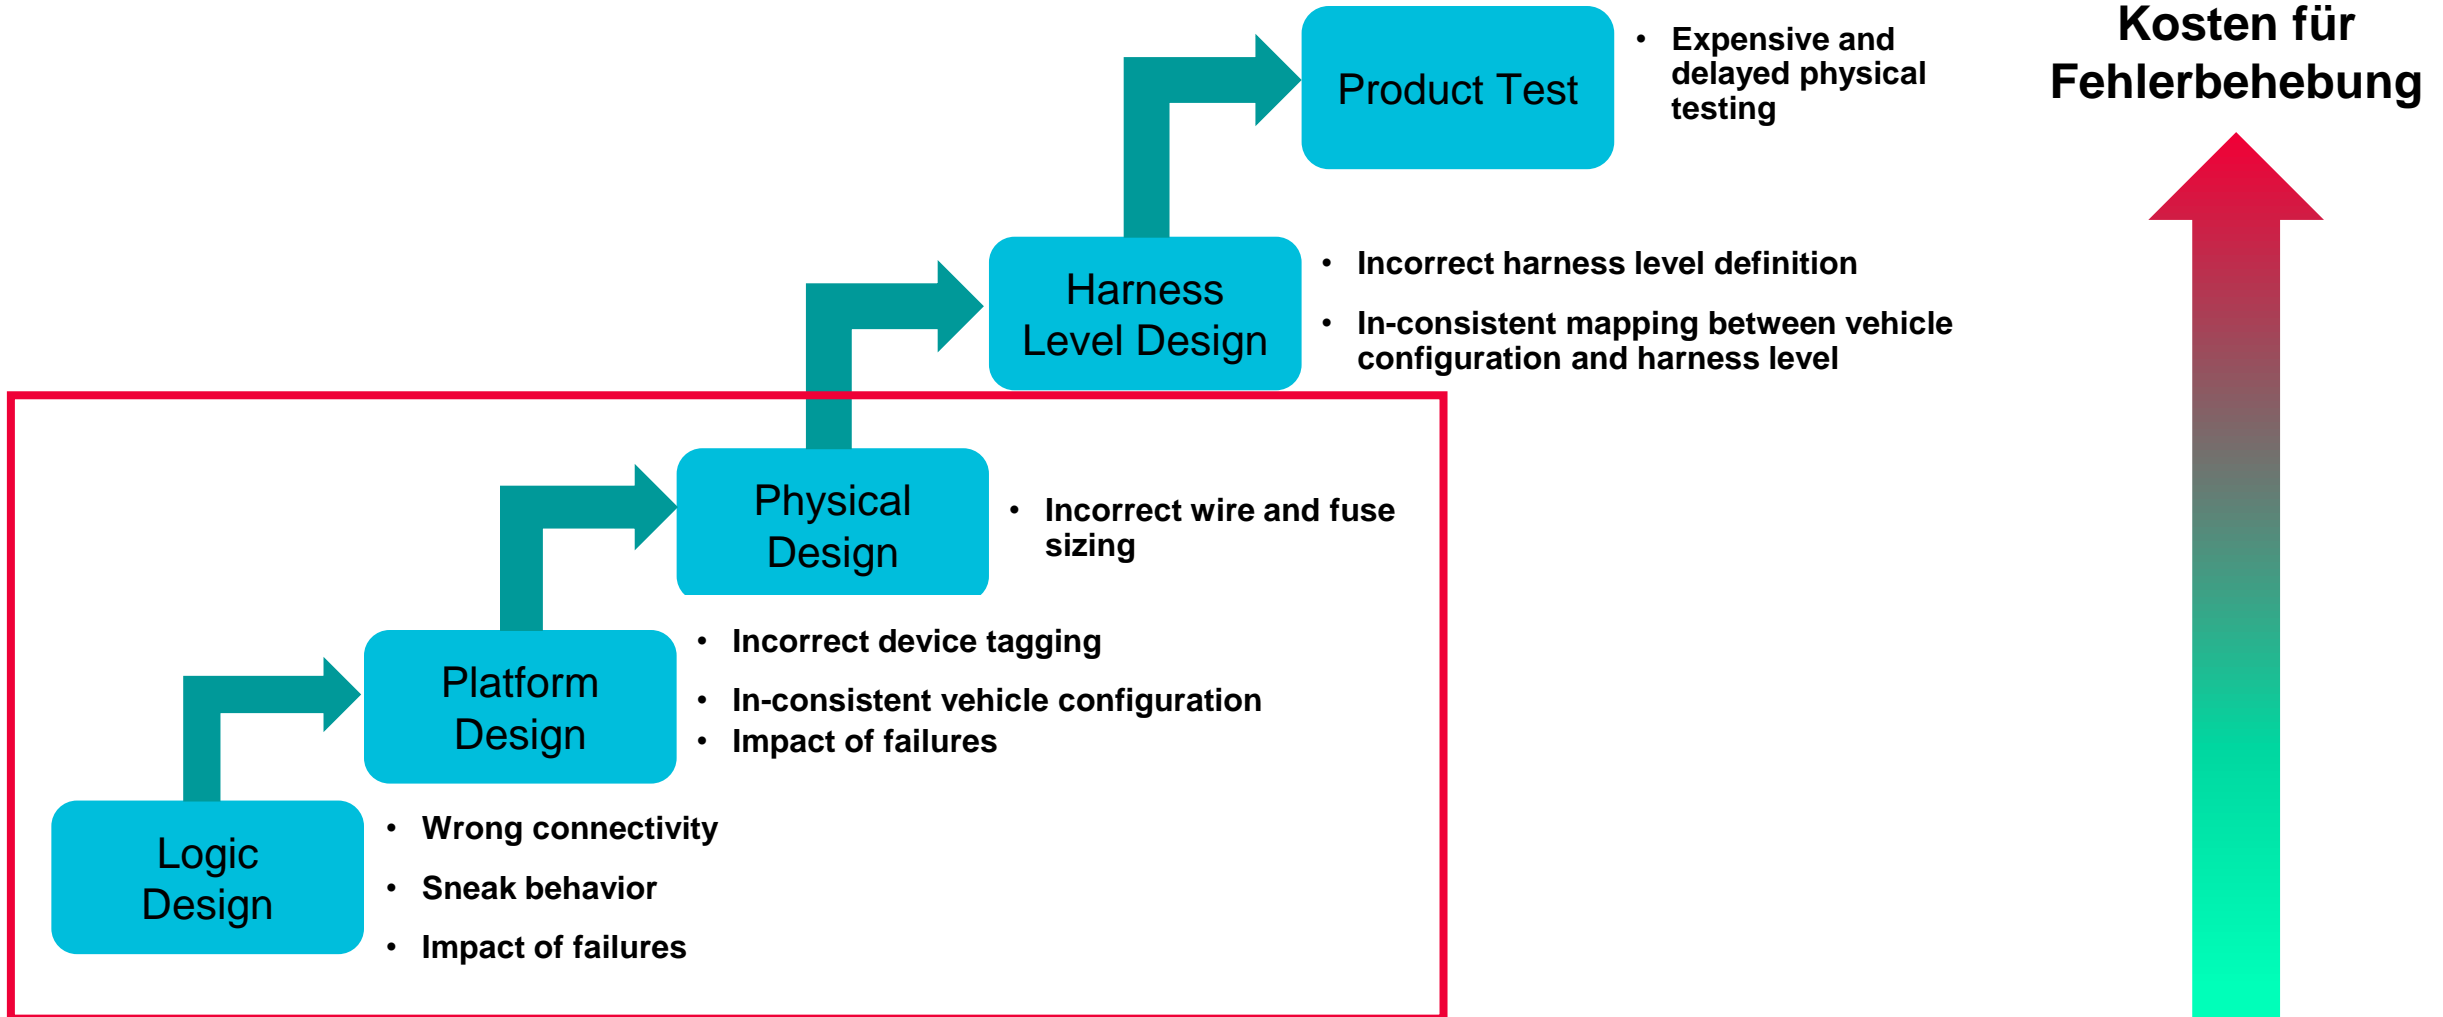 Kosten für
Fehlerbehebung
Product Test
• Expensive and
delayed physical
testing
Harness
Level Design
• Incorrect harness level definition
• In-consistent mapping between vehicle
configuration and harness level
Physical
Design
• Incorrect wire and fuse
sizing
Platform
Design
• Incorrect device tagging
• In-consistent vehicle configuration
• Impact of failures
Logic
Design
• Wrong connectivity
• Sneak behavior
• Impact of failures